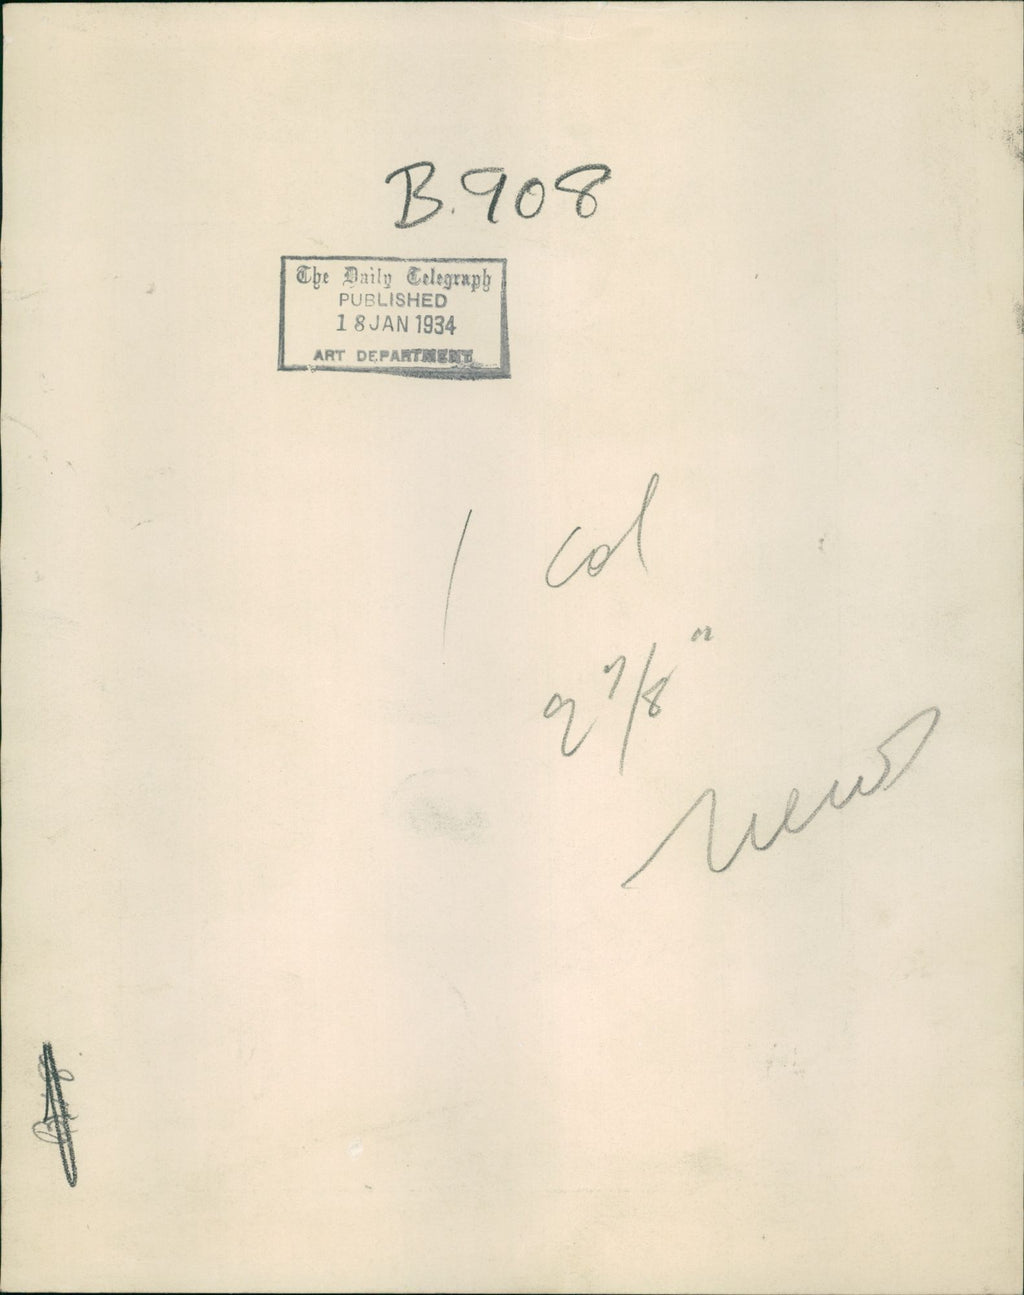 B.908
The Daily Telegraph
PUBLISHED
18 JAN 1934
ART DEPARTMENT
1 col
2 7/8"
News